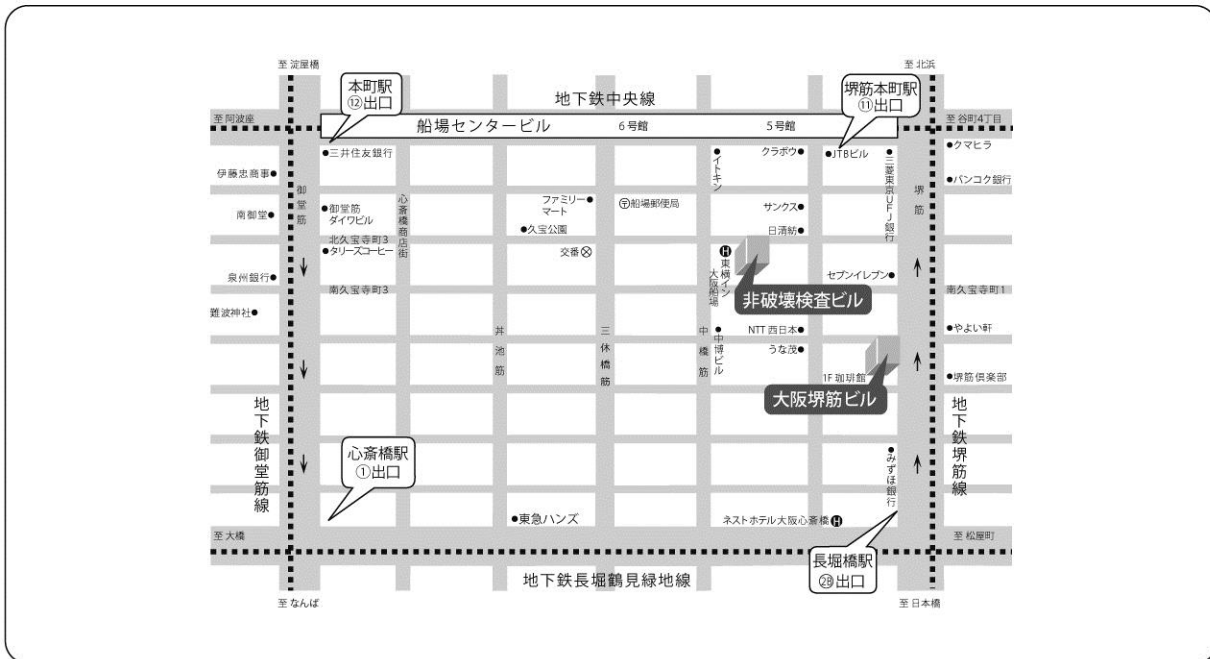 至 淀屋橋
至 北浜
本町駅
⑫出口
地下鉄中央線
堺筋本町駅
⑪出口
至 阿波座
船場センタービル
6号館
5号館
至 谷町4丁目
三井住友銀行
イトキン
クラボウ
JTBビル
三菱東京UFJ銀行
クマヒラ
伊藤忠商事
バンコク銀行
御堂筋
心斎橋商店街
堺筋
南御堂
御堂筋
ダイワビル
ファミリー
マート
〶船場郵便局
サンクス
久宝公園
日清紡
北久宝寺町3
タリーズコーヒー
交番
H
東横イン
大阪船場
泉州銀行
セブンイレブン
非破壊検査ビル
南久宝寺町3
南久宝寺町1
難波神社
丼池筋
三休橋筋
中橋筋
中博ビル
NTT 西日本
やよい軒
うな茂
1F 珈琲館
堺筋倶楽部
大阪堺筋ビル
地下鉄御堂筋線
地下鉄堺筋線
心斎橋駅
①出口
みずほ銀行
東急ハンズ
ネストホテル大阪心斎橋
H
至 大橋
至 松屋町
長堀橋駅
2B出口
地下鉄長堀鶴見緑地線
至 なんば
至 日本橋